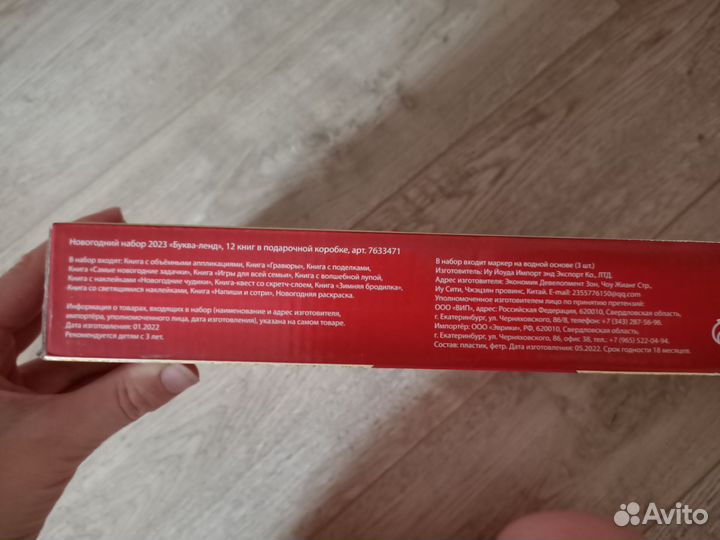 Новогодний набор 2023 «Буква-ленд», 12 книг в подарочной коробке, арт. 7633471
В набор входят: Книга с объёмными аппликациями, Книга «Гравюры», Книга с поделками,
Книга «Самые новогодние задачки», Книга «Игры для всей семьи», Книга с волшебной лупой,
Книга с наклейками «Новогодние чудики», Книга-квест со скретч-слоем, Книга «Зимняя бродилка»,
Книга со светящимися наклейками, Книга «Напиши и сотри», Новогодняя раскраска.
Информация о товарах, входящих в набор (наименование и адрес изготовителя,
импортёра, уполномоченного лица, дата изготовления), указана на самом товаре.
Дата изготовления: 01.2022
Рекомендуется детям с 3 лет.
В набор входит маркер на водной основе (3 шт.)
Изготовитель: Иу Йоуда Импорт энд Экспорт Ко., ЛТД.
Адрес изготовителя: Экономик Девелопмент Зон, Чоу Жианг Стр.,
Иу Сити, Чжэцзян провинс, Китай. E-mail: 2355776150@qq.com
Уполномоченное изготовителем лицо по принятию претензий:
ООО «ВИП», адрес: Российская Федерация, 620010, Свердловская область,
г. Екатеринбург, ул. Черняховского, 86/8, телефон: +7 (343) 287-56-98.
Импортёр: ООО «Эврики», РФ, 620010, Свердловская область,
г. Екатеринбург, ул. Черняховского, 86, офис 38, тел.: +7 (965) 522-04-94.
Состав: пластик, фетр. Дата изготовления: 05.2022. Срок годности 18 месяцев.
Avito